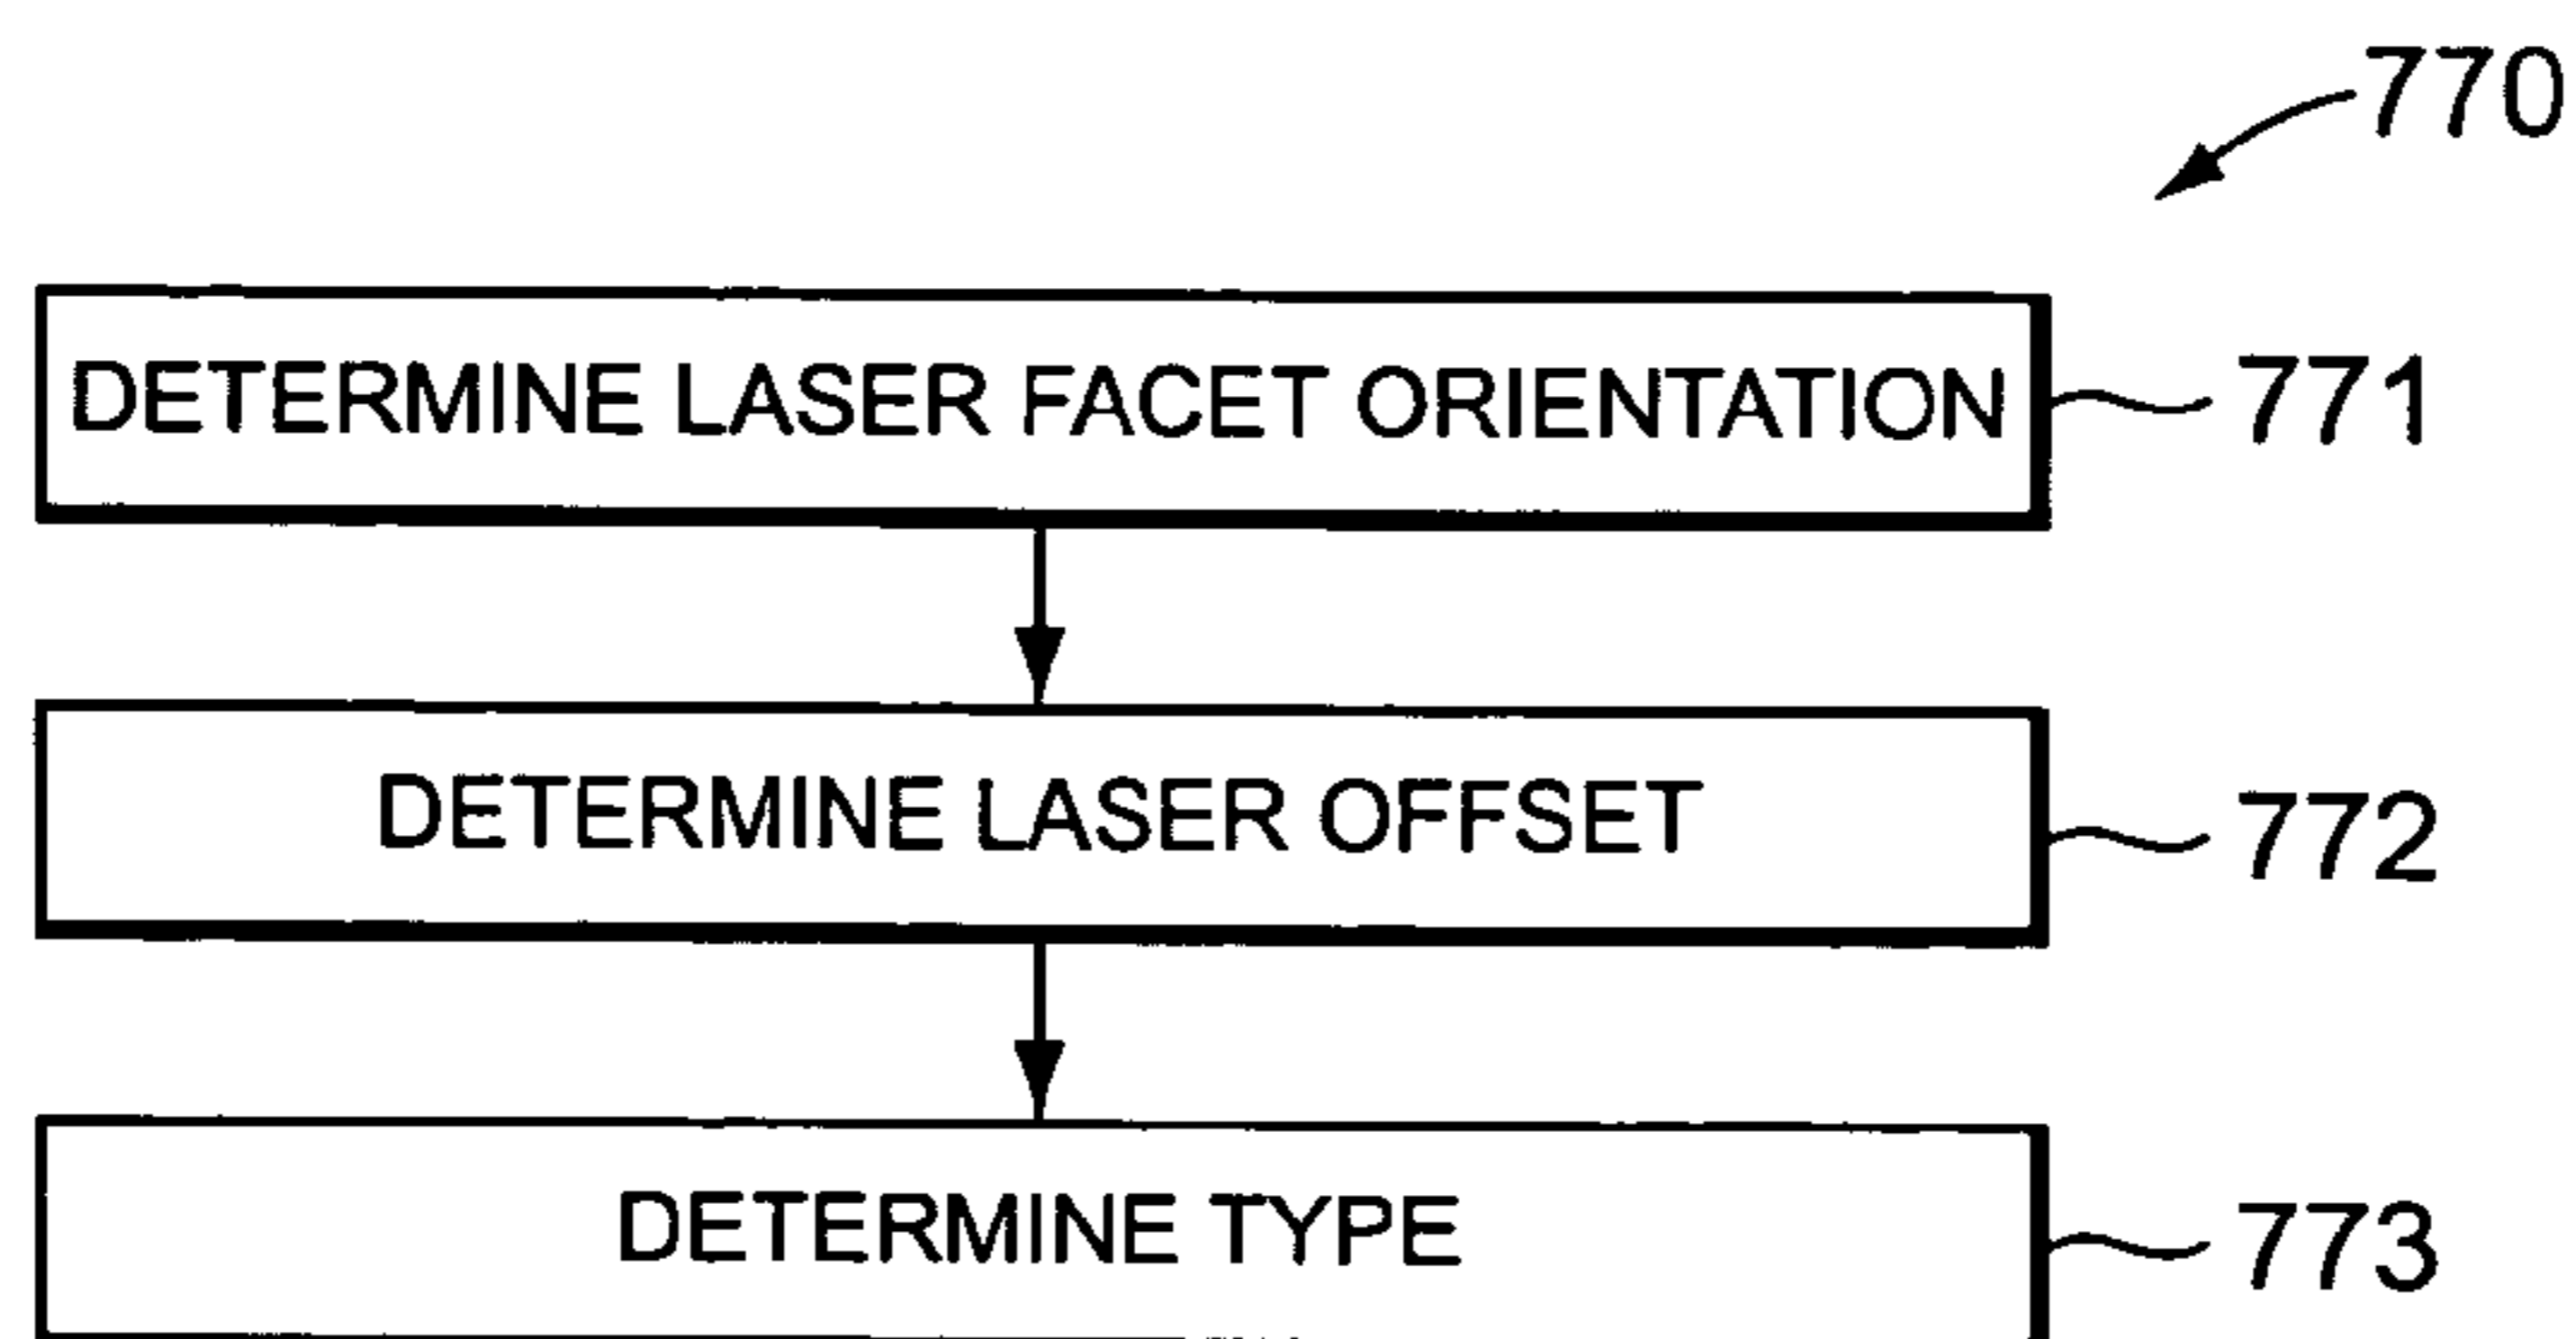 770
DETERMINE LASER FACET ORIENTATION
771
DETERMINE LASER OFFSET
772
DETERMINE TYPE
773